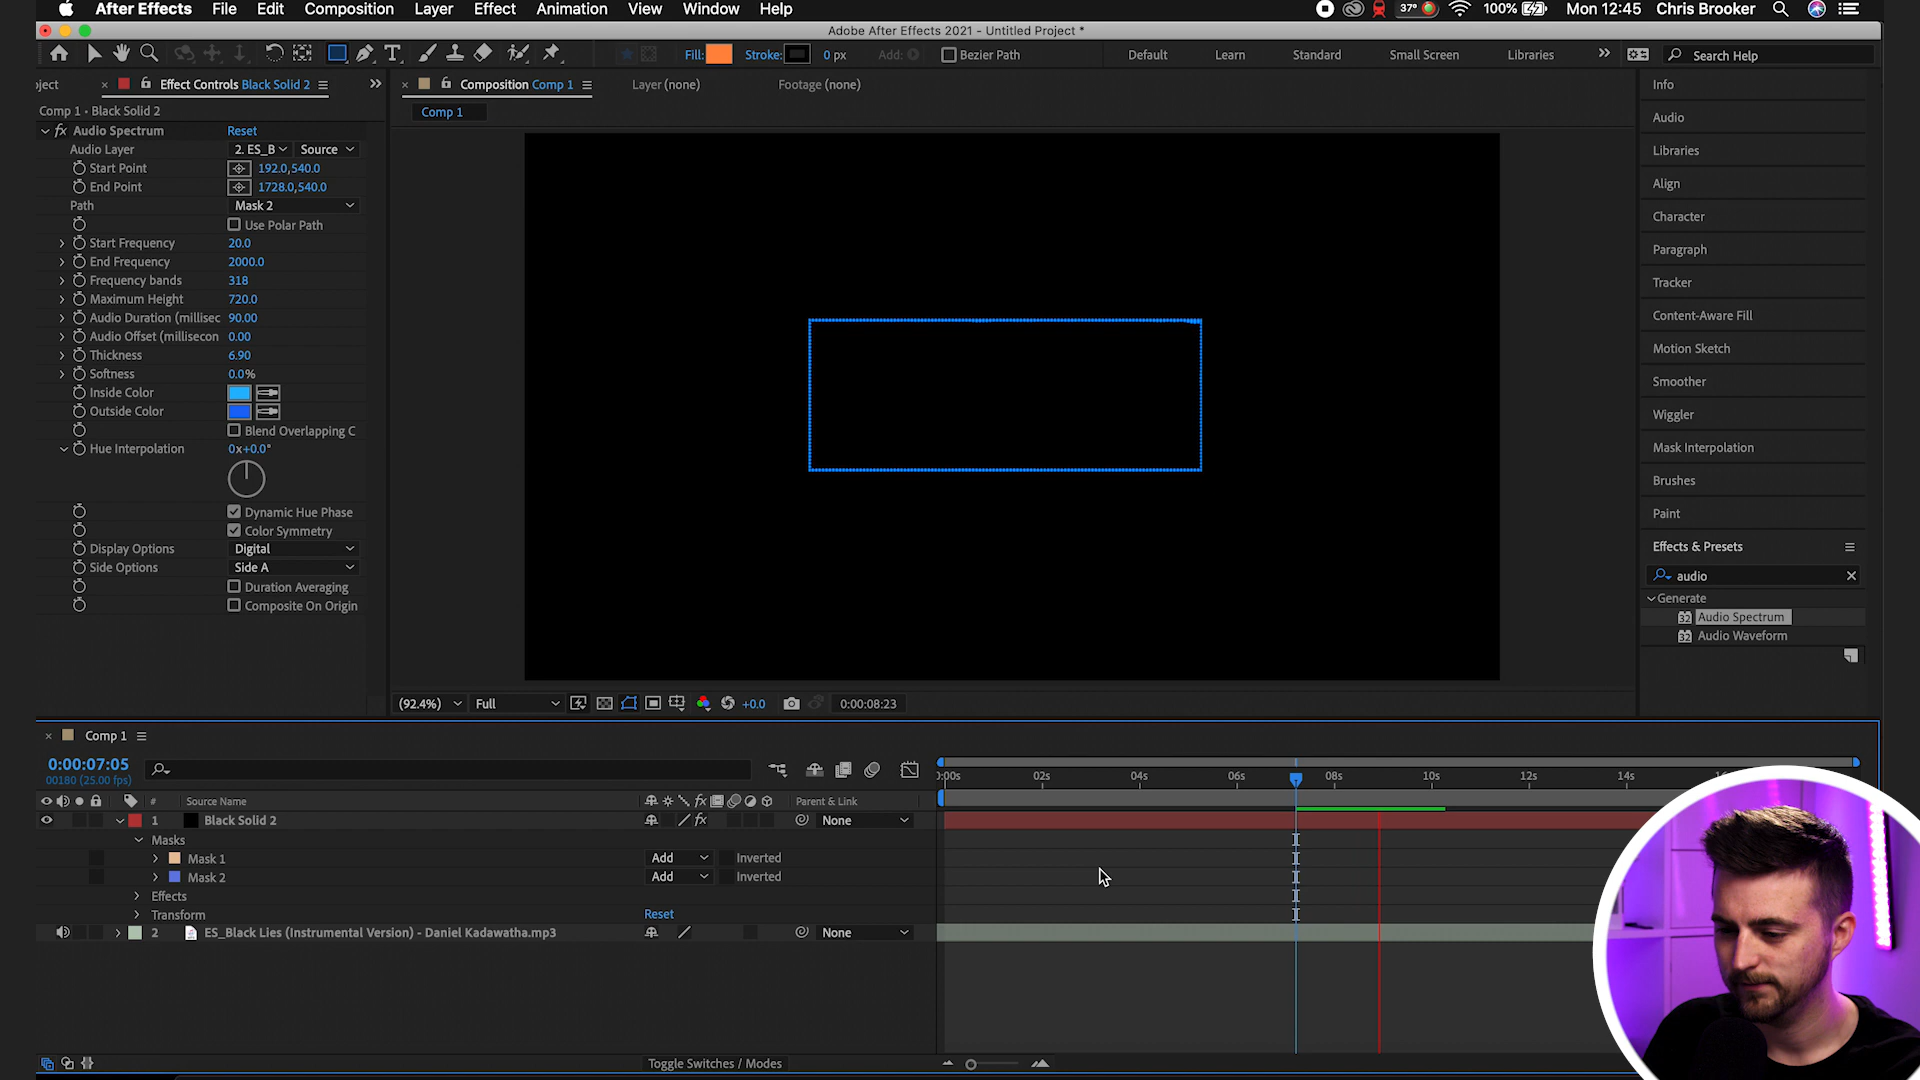 After Effects File Edit Composition Layer Effect Animation View Window Help 37° 100% Mon 12:45 Chris Brooker
Adobe After Effects 2021 - Untitled Project *
Fill: Stroke: 0 px Add: Bezier Path Default Learn Standard Small Screen Libraries Search Help
oject Effect Controls Black Solid 2 Composition Comp 1 Layer (none) Footage (none) Info
Comp 1 • Black Solid 2 Comp 1
Audio Spectrum Reset
Audio Layer 2. ES_B Source
Start Point 192.0,540.0
End Point 1728.0,540.0
Path Mask 2
Use Polar Path
Start Frequency 20.0
End Frequency 2000.0
Frequency bands 318
Maximum Height 720.0
Audio Duration (millisec 90.00
Audio Offset (millisecon 0.00
Thickness 6.90
Softness 0.0%
Inside Color
Outside Color
Blend Overlapping C
Hue Interpolation 0x+0.0°
Dynamic Hue Phase
Color Symmetry
Display Options Digital
Side Options Side A
Duration Averaging
Composite On Origin
Audio
Libraries
Align
Character
Paragraph
Tracker
Content-Aware Fill
Motion Sketch
Smoother
Wiggler
Mask Interpolation
Brushes
Paint
Effects & Presets
audio
Generate
32 Audio Spectrum
32 Audio Waveform
(92.4%) Full +0.0 0:00:08:23
Comp 1
0:00:07:05
00180 (25.00 fps)
0:00s 02s 04s 06s 08s 10s 12s 14s
# Source Name fx Parent & Link
1 Black Solid 2 fx None
Masks
Mask 1 Add Inverted
Mask 2 Add Inverted
Effects
Transform Reset
2 ES_Black Lies (Instrumental Version) - Daniel Kadawatha.mp3 None
Toggle Switches / Modes